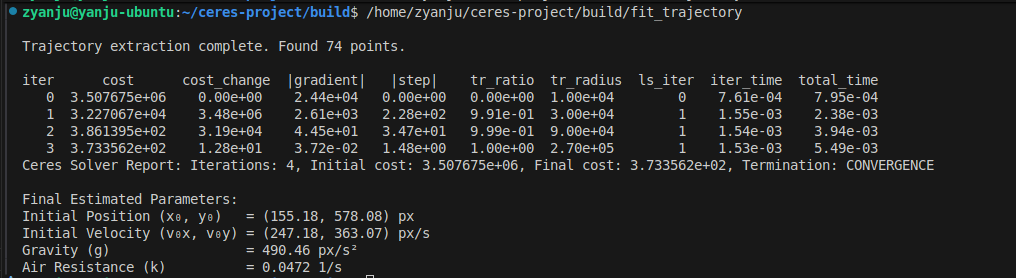 zyanju@yanju-ubuntu:~/ceres-project/build$ /home/zyanju/ceres-project/build/fit_trajectory
Trajectory extraction complete. Found 74 points.
iter cost cost_change |gradient| |step| tr_ratio tr_radius ls_iter iter_time total_time
0 3.507675e+06 0.00e+00 2.44e+04 0.00e+00 0.00e+00 1.00e+04 0 7.61e-04 7.95e-04
1 3.227067e+04 3.48e+06 2.61e+03 2.28e+02 9.91e-01 3.00e+04 1 1.55e-03 2.38e-03
2 3.861395e+02 3.19e+04 4.45e+01 3.47e+01 9.99e-01 9.00e+04 1 1.54e-03 3.94e-03
3 3.733562e+02 1.28e+01 3.72e-02 1.48e+00 1.00e+00 2.70e+05 1 1.53e-03 5.49e-03
Ceres Solver Report: Iterations: 4, Initial cost: 3.507675e+06, Final cost: 3.733562e+02, Termination: CONVERGENCE
Final Estimated Parameters:
Initial Position (x₀, y₀) = (155.18, 578.08) px
Initial Velocity (v₀x, v₀y) = (247.18, 363.07) px/s
Gravity (g) = 490.46 px/s²
Air Resistance (k) = 0.0472 1/s